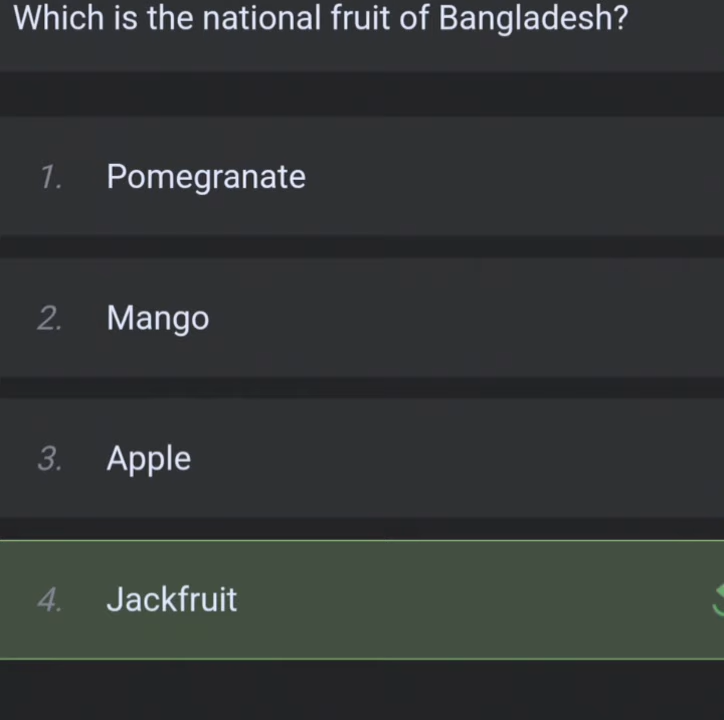 Which is the national fruit of Bangladesh?
1. Pomegranate
2. Mango
3. Apple
4. Jackfruit